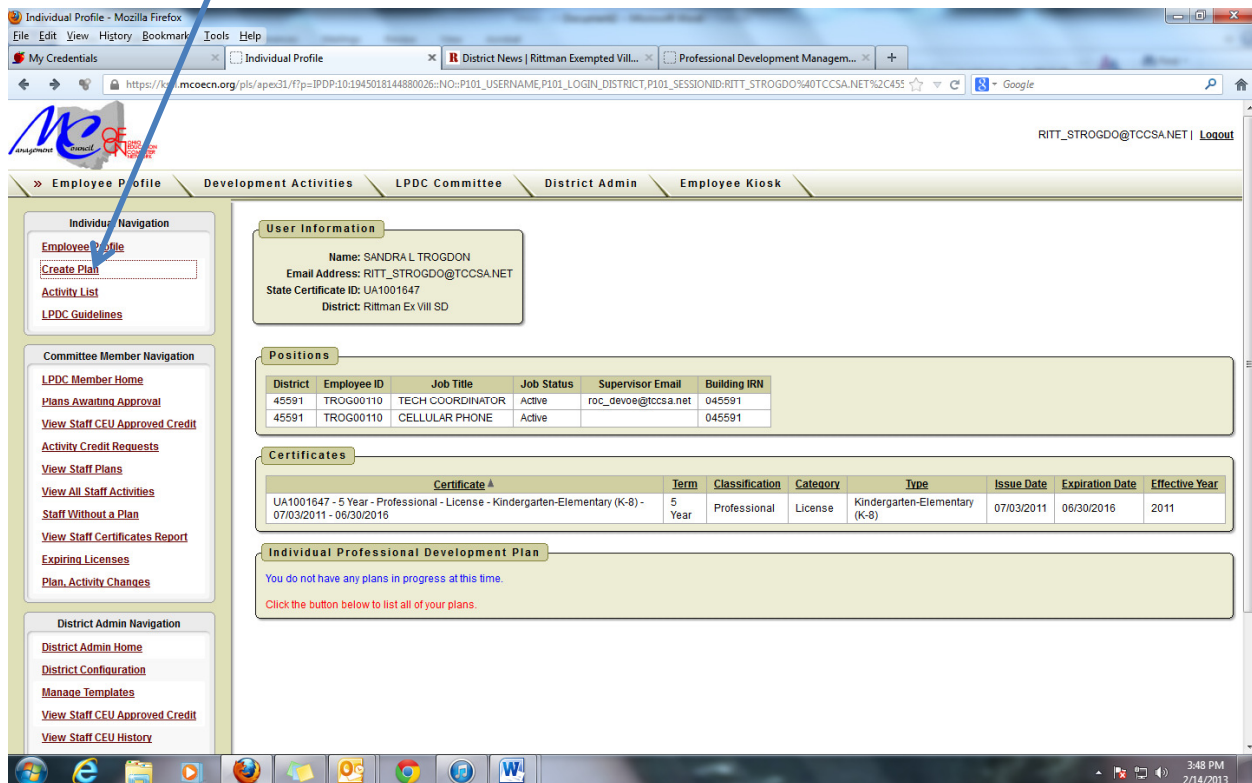 Individual Profile - Mozilla Firefox
File Edit View History Bookmarks Tools Help
My Credentials
Individual Profile
District News | Rittman Exempted Vill...
Professional Development Managem...
mcoecn.org/pls/apex31/f?p=IPDP:10:1945018144880026::NO::P101_USERNAME,P101_LOGIN_DISTRICT,P101_SESSIONID:RITT_STROGDO%40TCCSA.NET%2C455
Google
RITT_STROGDO@TCCSA.NET | Logout
» Employee Profile Development Activities LPDC Committee District Admin Employee Kiosk
Individual Navigation
Employee Profile
Create Plan
Activity List
LPDC Guidelines
Committee Member Navigation
LPDC Member Home
Plans Awaiting Approval
View Staff CEU Approved Credit
Activity Credit Requests
View Staff Plans
View All Staff Activities
Staff Without a Plan
View Staff Certificates Report
Expiring Licenses
Plan, Activity Changes
District Admin Navigation
District Admin Home
District Configuration
Manage Templates
View Staff CEU Approved Credit
View Staff CEU History
User Information
Name: SANDRA L TROGDON
Email Address: RITT_STROGDO@TCCSA.NET
State Certificate ID: UA1001647
District: Rittman Ex Vill SD
Positions
District Employee ID Job Title Job Status Supervisor Email Building IRN
45591 TROG00110 TECH COORDINATOR Active roc_devoe@tccsa.net 045591
45591 TROG00110 CELLULAR PHONE Active 045591
Certificates
Certificate Term Classification Category Type Issue Date Expiration Date Effective Year
UA1001647 - 5 Year - Professional - License - Kindergarten-Elementary (K-8) - 07/03/2011 - 06/30/2016 5 Year Professional License Kindergarten-Elementary (K-8) 07/03/2011 06/30/2016 2011
Individual Professional Development Plan
You do not have any plans in progress at this time.
Click the button below to list all of your plans.
3:48 PM
2/14/2013